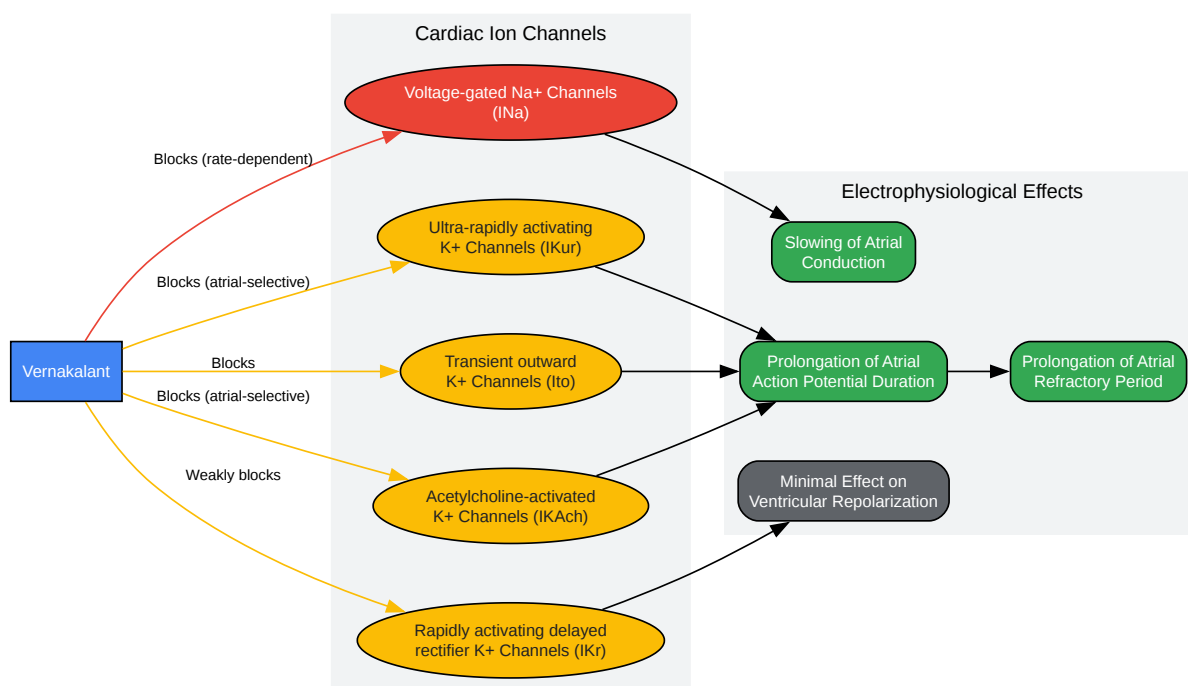 Cardiac Ion Channels
Voltage-gated Na+ Channels
(INa)
Blocks (rate-dependent)
Electrophysiological Effects
Ultra-rapidly activating
K+ Channels (IKur)
Slowing of Atrial
Conduction
Blocks (atrial-selective)
Vernakalant
Blocks
Transient outward
K+ Channels (Ito)
Prolongation of Atrial
Action Potential Duration
Prolongation of Atrial
Refractory Period
Blocks (atrial-selective)
Weakly blocks
Acetylcholine-activated
K+ Channels (IKAch)
Minimal Effect on
Ventricular Repolarization
Rapidly activating delayed
rectifier K+ Channels (IKr)